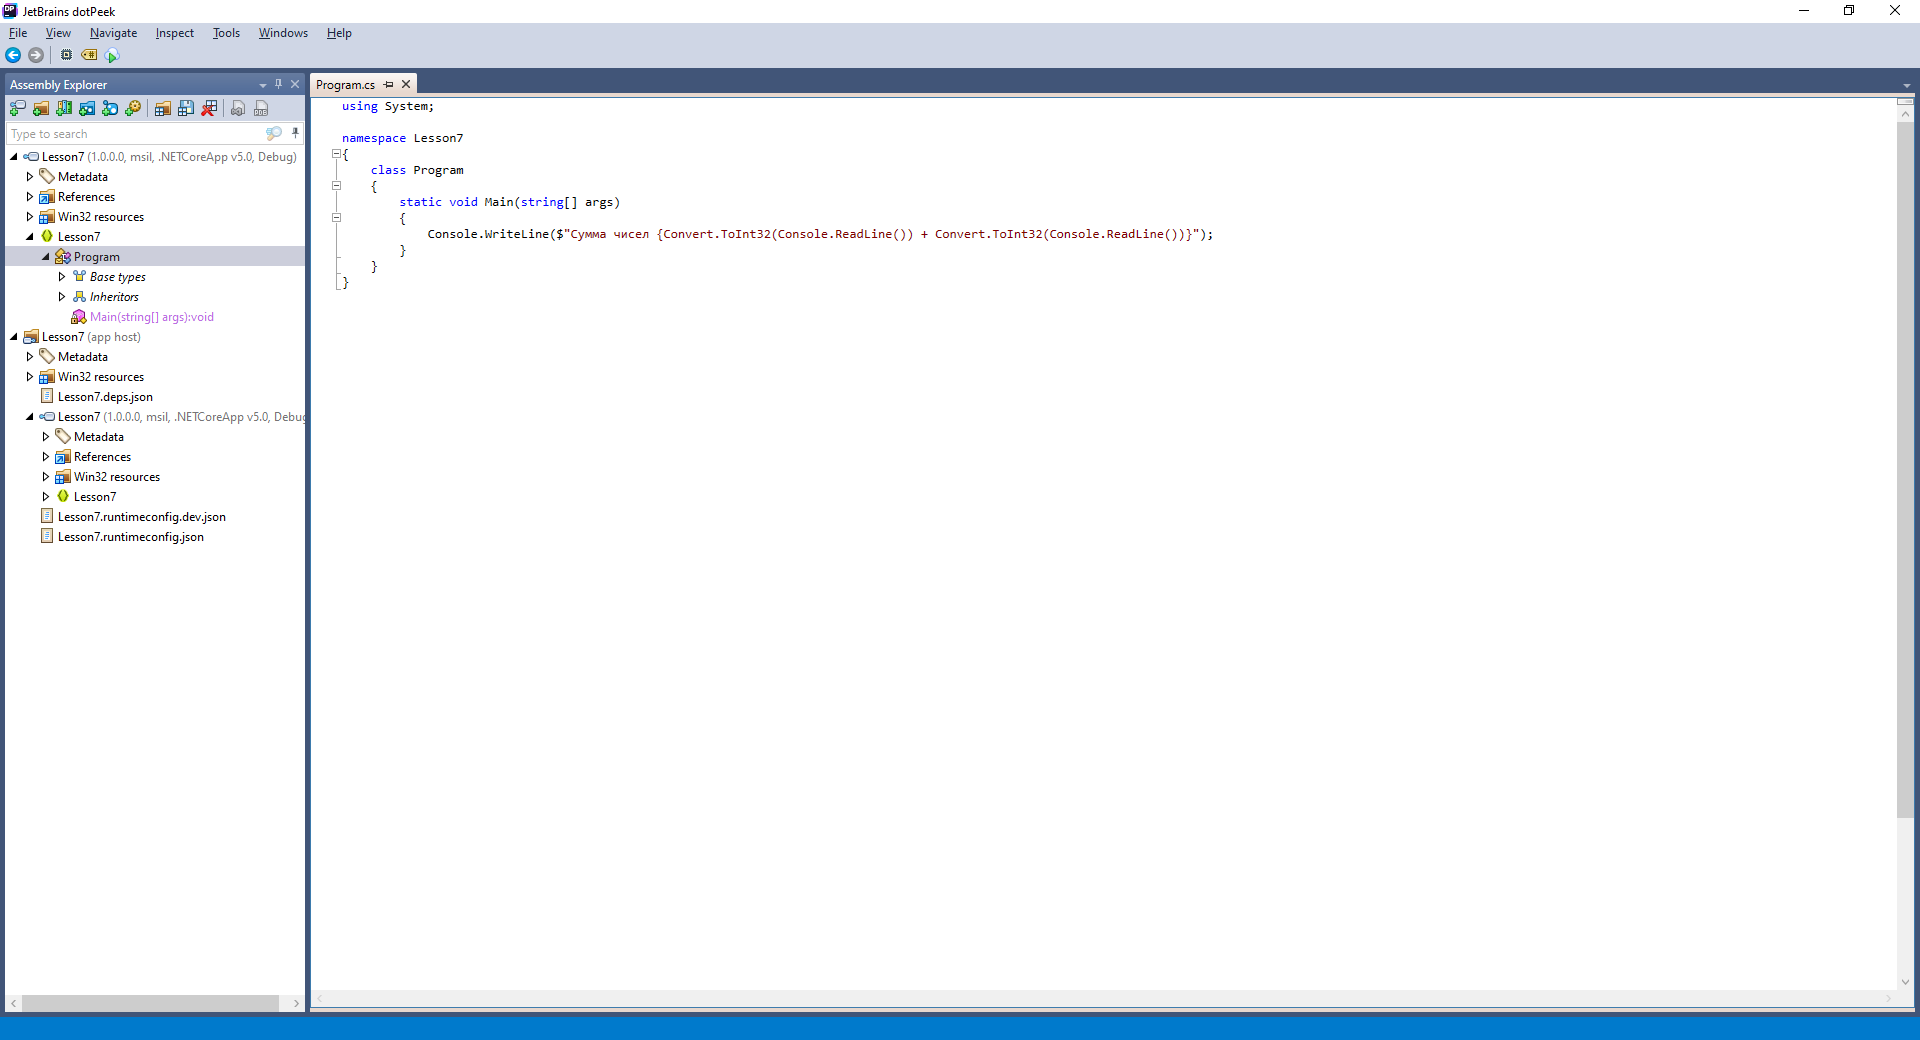 JetBrains dotPeek
File View Navigate Inspect Tools Windows Help
Assembly Explorer
Type to search
Lesson7 (1.0.0.0, msil, .NETCoreApp v5.0, Debug)
Metadata
References
Win32 resources
Lesson7
Program
Base types
Inheritors
Main(string[] args):void
Lesson7 (app host)
Metadata
Win32 resources
Lesson7.deps.json
Lesson7 (1.0.0.0, msil, .NETCoreApp v5.0, Debug
Metadata
References
Win32 resources
Lesson7
Lesson7.runtimeconfig.dev.json
Lesson7.runtimeconfig.json
Program.cs
using System;
namespace Lesson7
{
class Program
{
static void Main(string[] args)
{
Console.WriteLine($"Сумма чисел {Convert.ToInt32(Console.ReadLine()) + Convert.ToInt32(Console.ReadLine())}");
}
}
}